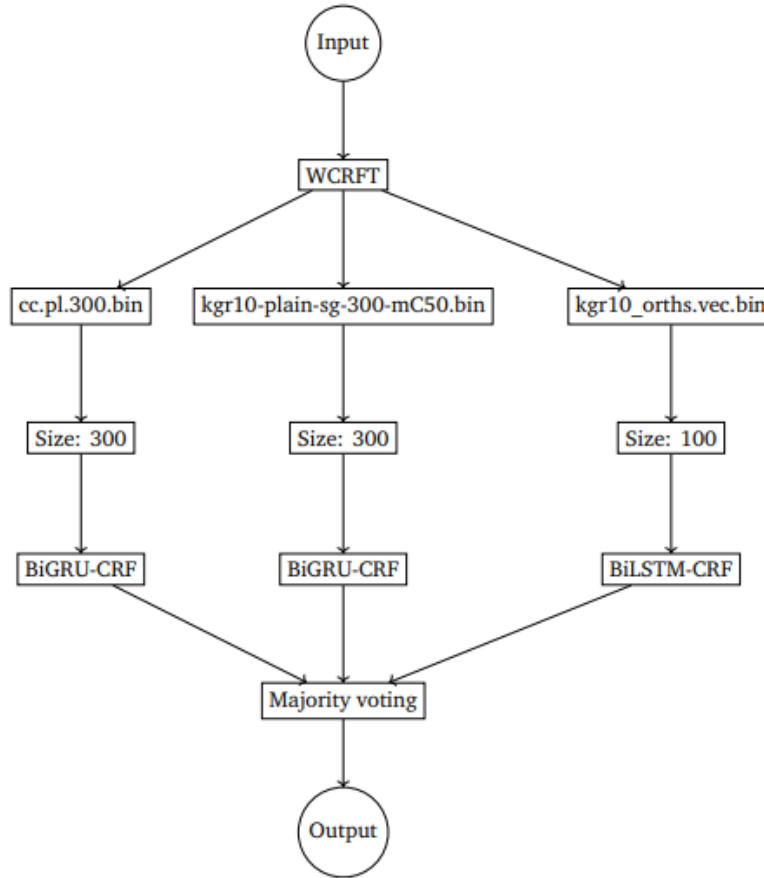 Input
WCRFT
cc.pl.300.bin
kgr10-plain-sg-300-mC50.bin
kgr10_orths.vec.bin
Size: 300
Size: 300
Size: 100
BiGRU-CRF
BiGRU-CRF
BiLSTM-CRF
Majority voting
Output